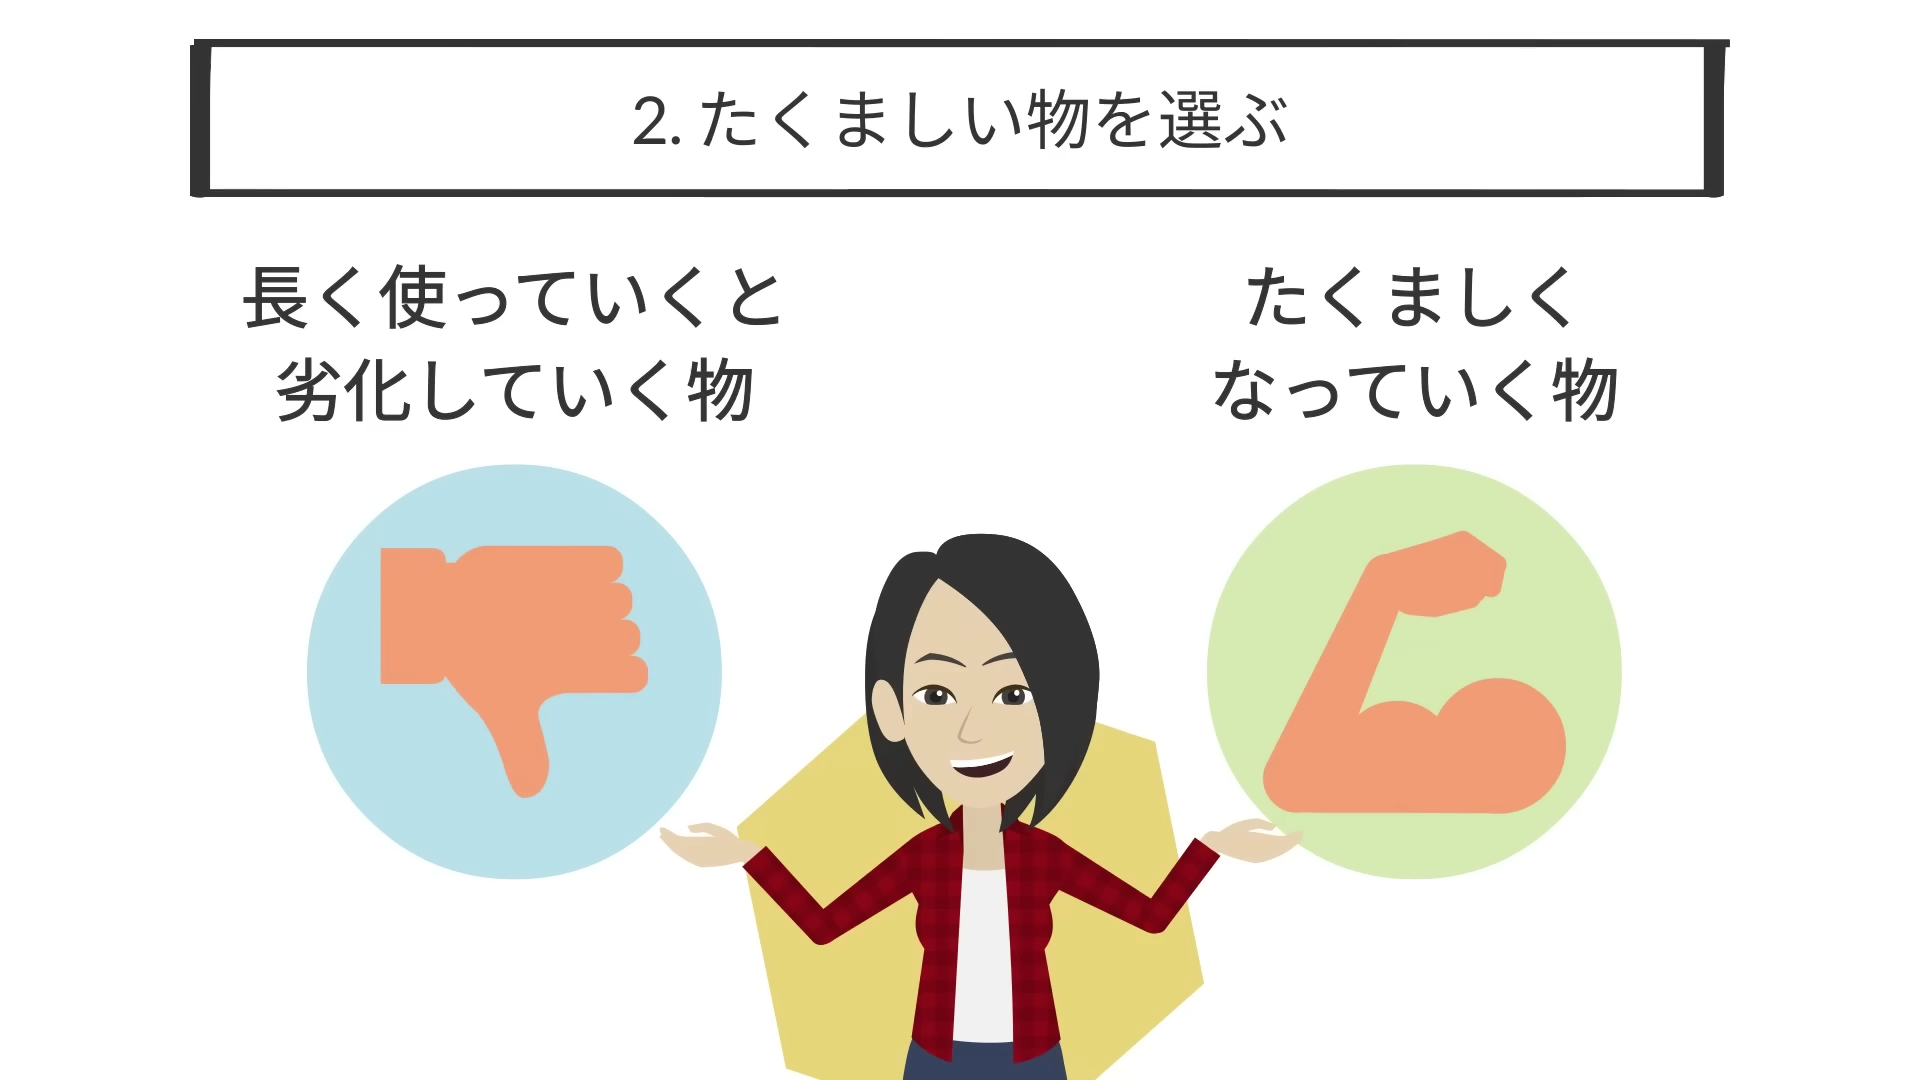 2. たくましい物を選ぶ
長く使っていくと
劣化していく物
たくましく
なっていく物